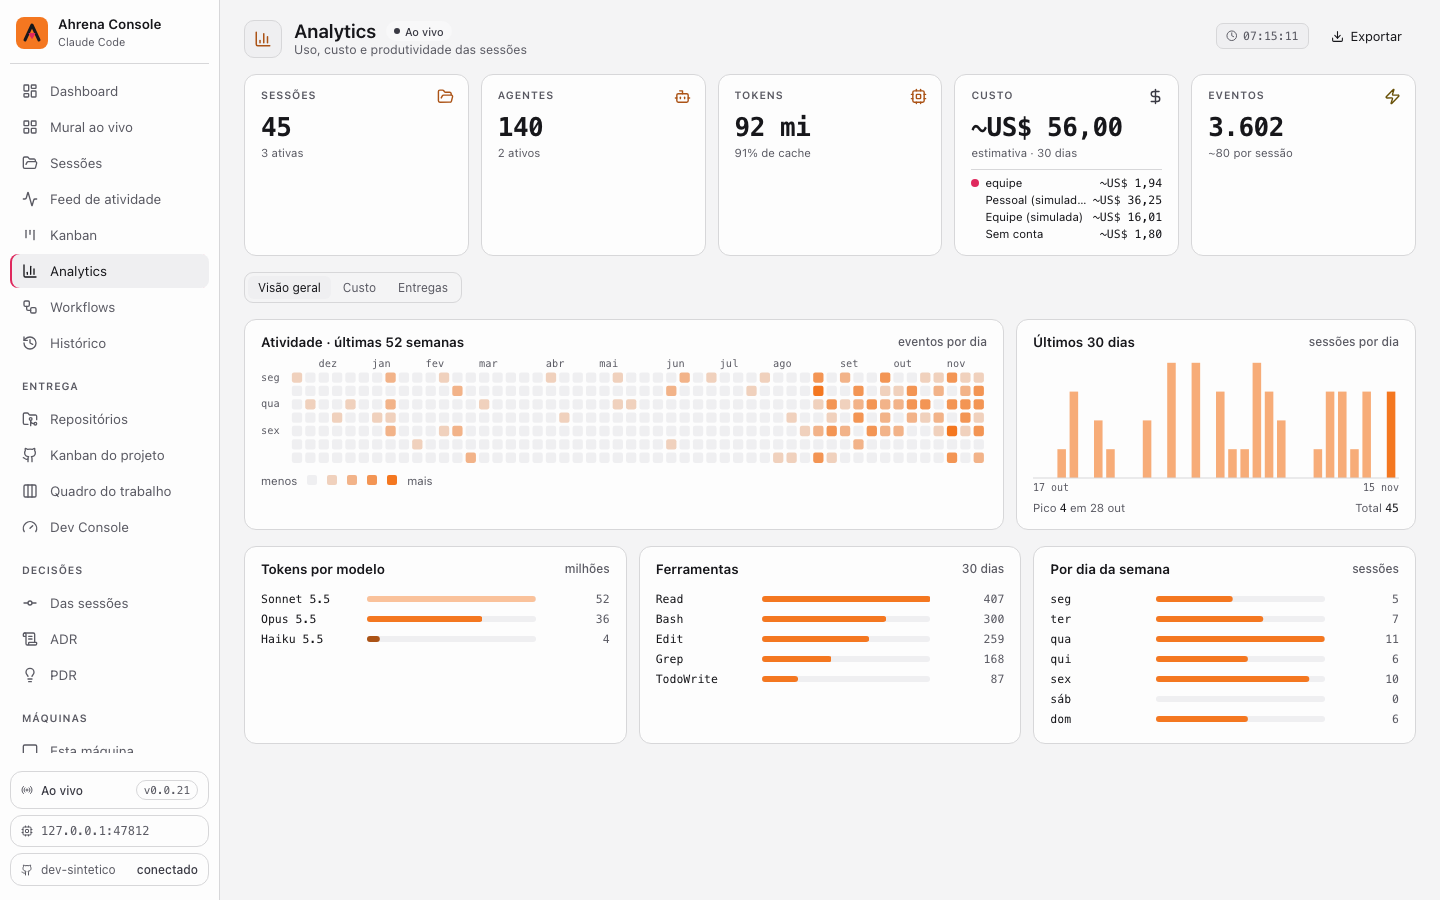 Ahrena Console
Claude Code
Dashboard
Mural ao vivo
Sessões
Feed de atividade
Kanban
Analytics
Workflows
Histórico
ENTREGA
Repositórios
Kanban do projeto
Quadro do trabalho
Dev Console
DECISÕES
Das sessões
ADR
PDR
MÁQUINAS
Esta máquina
Ao vivo v0.0.21
127.0.0.1:47812
dev-sintetico conectado
Analytics Ao vivo
Uso, custo e produtividade das sessões
07:15:11 Exportar
SESSÕES
45
3 ativas
AGENTES
140
2 ativos
TOKENS
92 mi
91% de cache
CUSTO
~US$ 56,00
estimativa · 30 dias
equipe ~US$ 1,94
Pessoal (simulad... ~US$ 36,25
Equipe (simulada) ~US$ 16,01
Sem conta ~US$ 1,80
EVENTOS
3.602
~80 por sessão
Visão geral Custo Entregas
Atividade · últimas 52 semanas eventos por dia
dez jan fev mar abr mai jun jul ago set out nov
seg
qua
sex
menos mais
Últimos 30 dias sessões por dia
17 out 15 nov
Pico 4 em 28 out Total 45
Tokens por modelo milhões
Sonnet 5.5 52
Opus 5.5 36
Haiku 5.5 4
Ferramentas 30 dias
Read 407
Bash 300
Edit 259
Grep 168
TodoWrite 87
Por dia da semana sessões
seg 5
ter 7
qua 11
qui 6
sex 10
sáb 0
dom 6